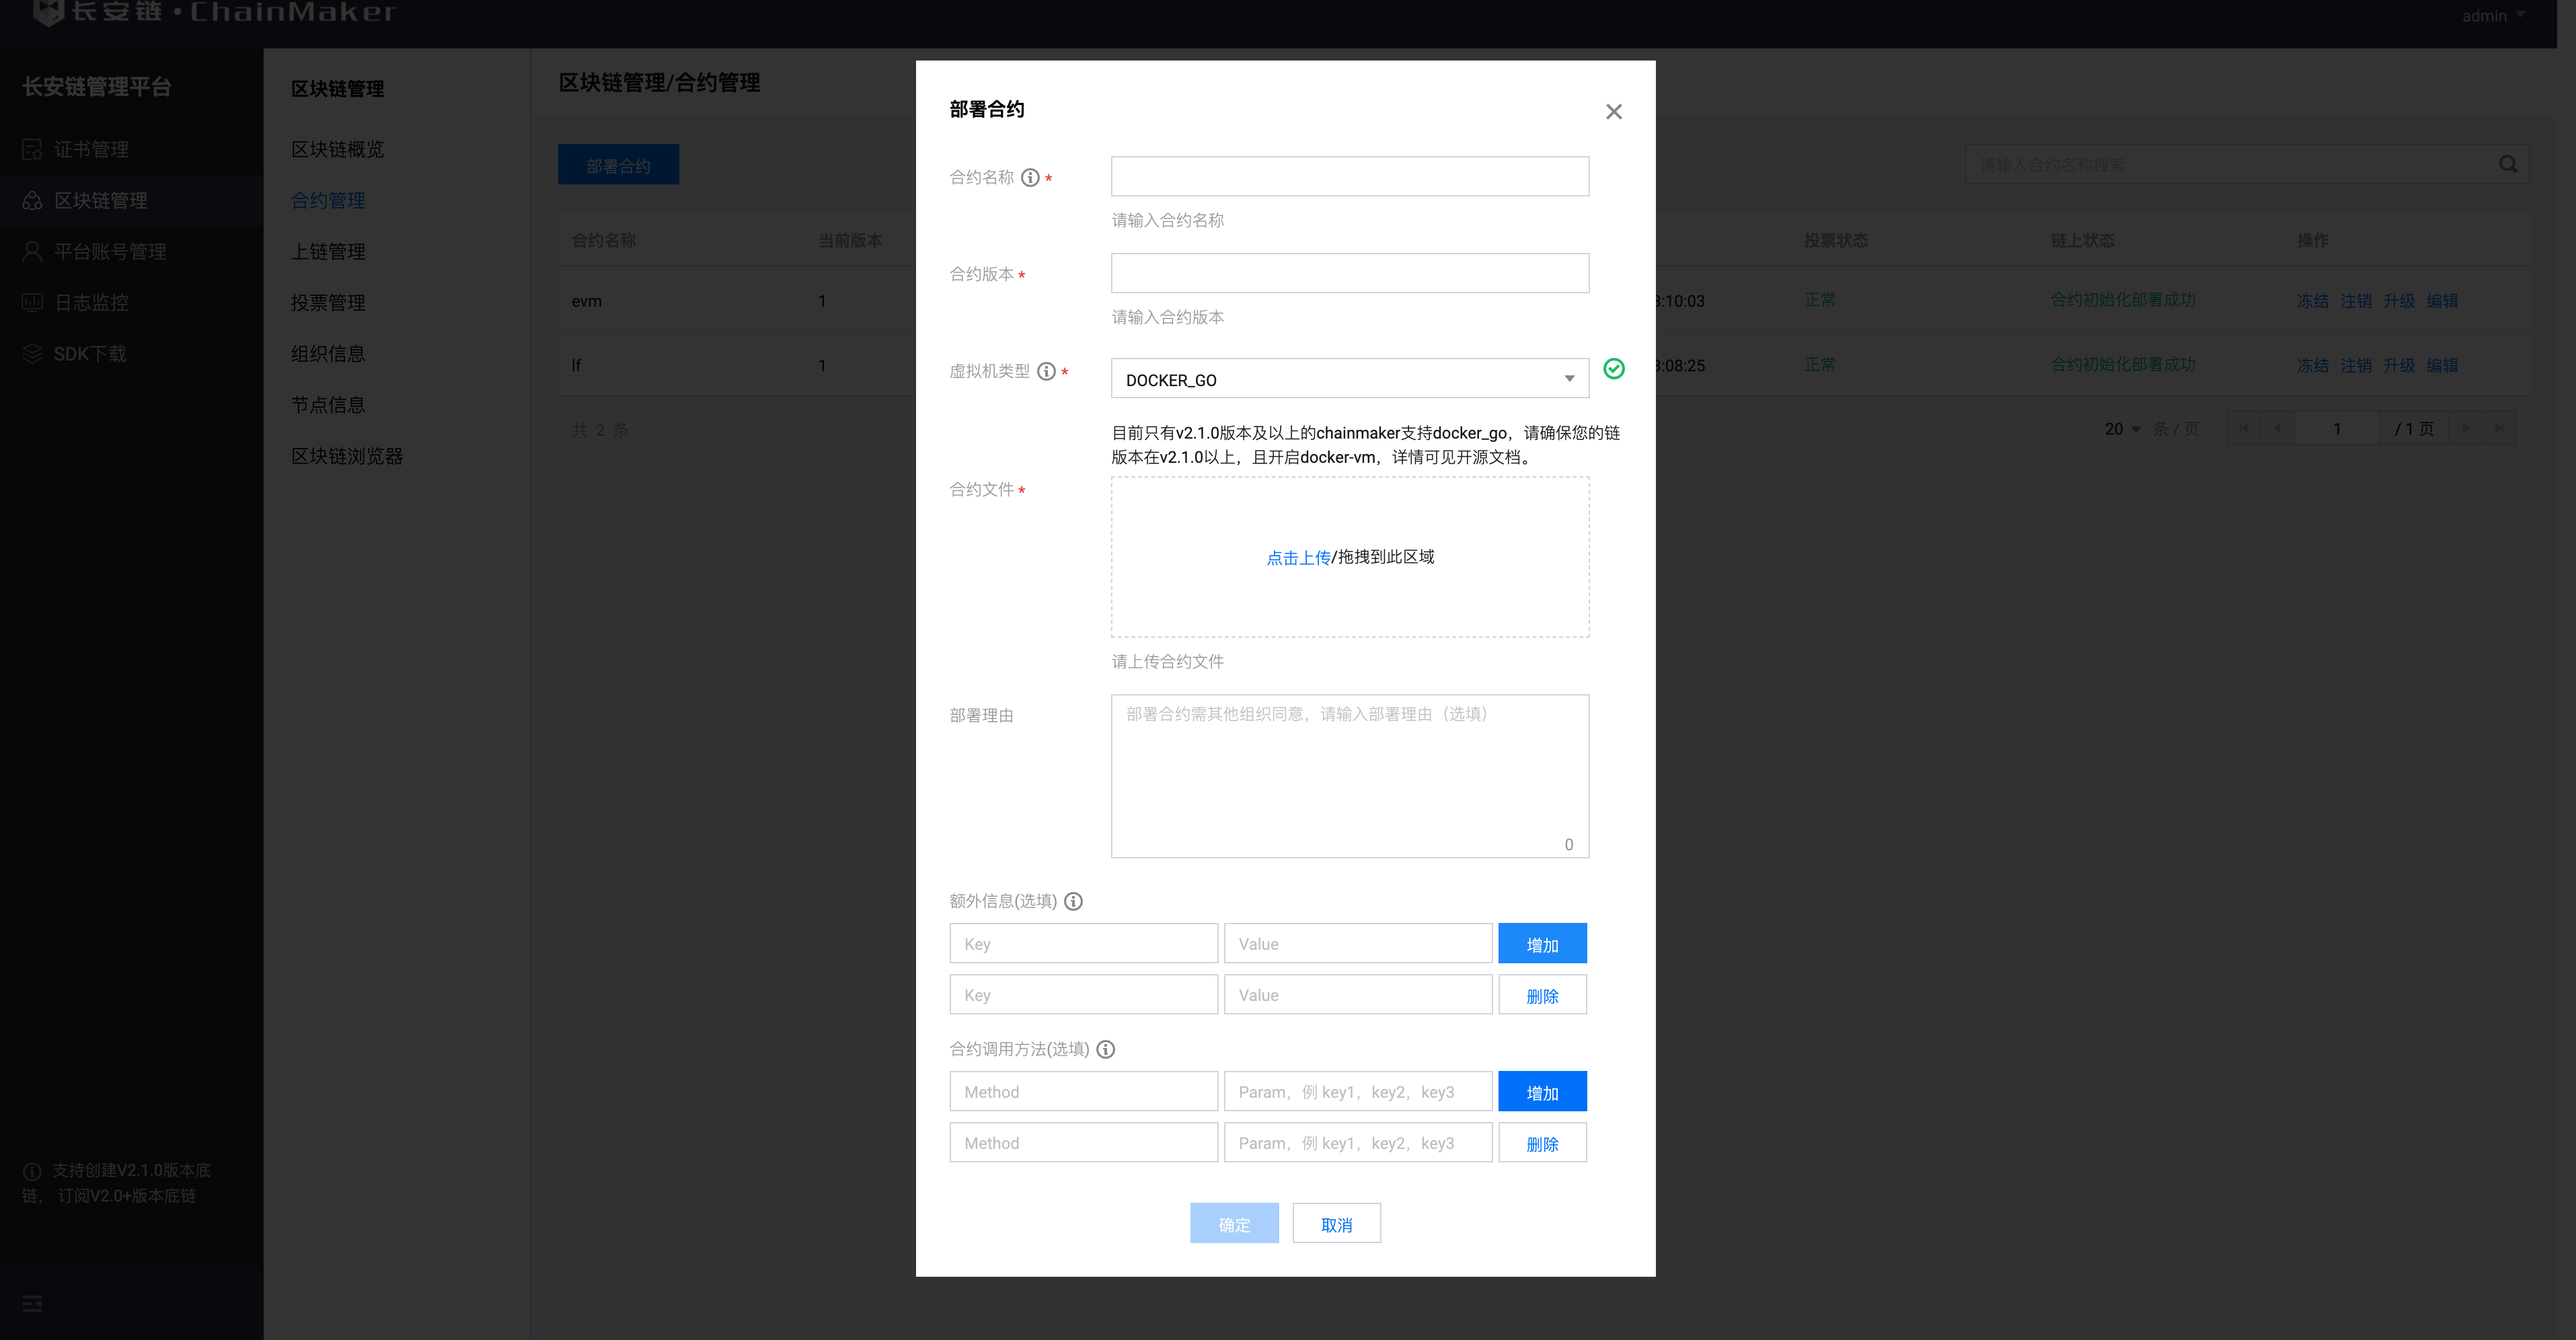 长安链·ChainMaker
admin
长安链管理平台
证书管理
区块链管理
平台账号管理
日志监控
SDK下载
支持创建V2.1.0版本底
链， 订阅V2.0+版本底链
区块链管理
区块链概览
合约管理
上链管理
投票管理
组织信息
节点信息
区块链浏览器
区块链管理/合约管理
部署合约
请输入合约名称搜索
合约名称 当前版本 投票状态 链上状态 操作
evm 1 3:10:03 正常 合约初始化部署成功 冻结 注销 升级 编辑
lf 1 3:08:25 正常 合约初始化部署成功 冻结 注销 升级 编辑
共 2 条
20 条 / 页 1 / 1 页
部署合约
合约名称 *
请输入合约名称
合约版本 *
请输入合约版本
虚拟机类型 *
DOCKER_GO
目前只有v2.1.0版本及以上的chainmaker支持docker_go，请确保您的链
版本在v2.1.0以上，且开启docker-vm，详情可见开源文档。
合约文件 *
点击上传/拖拽到此区域
请上传合约文件
部署理由
部署合约需其他组织同意，请输入部署理由（选填）
0
额外信息(选填)
Key Value 增加
Key Value 删除
合约调用方法(选填)
Method Param，例 key1，key2，key3 增加
Method Param，例 key1，key2，key3 删除
确定 取消